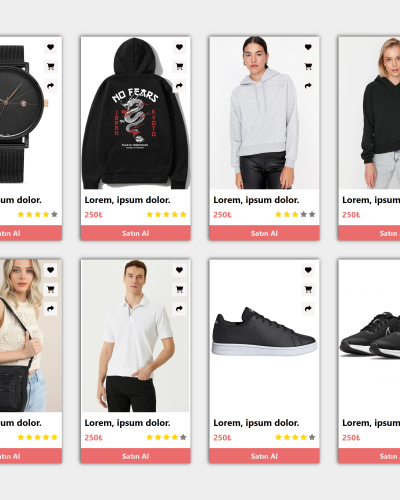 NO FEARS
JAPAN
KYOTO
sum dolor.
Lorem, ipsum dolor.
Lorem, ipsum dolor.
Lorem, ipsum
250₺
250₺
250₺
Satın Al
Satın Al
Satın Al
Satın
sum dolor.
Lorem, ipsum dolor.
Lorem, ipsum dolor.
Lorem, ipsum
250₺
250₺
250₺
Satın Al
Satın Al
Satın Al
Satın